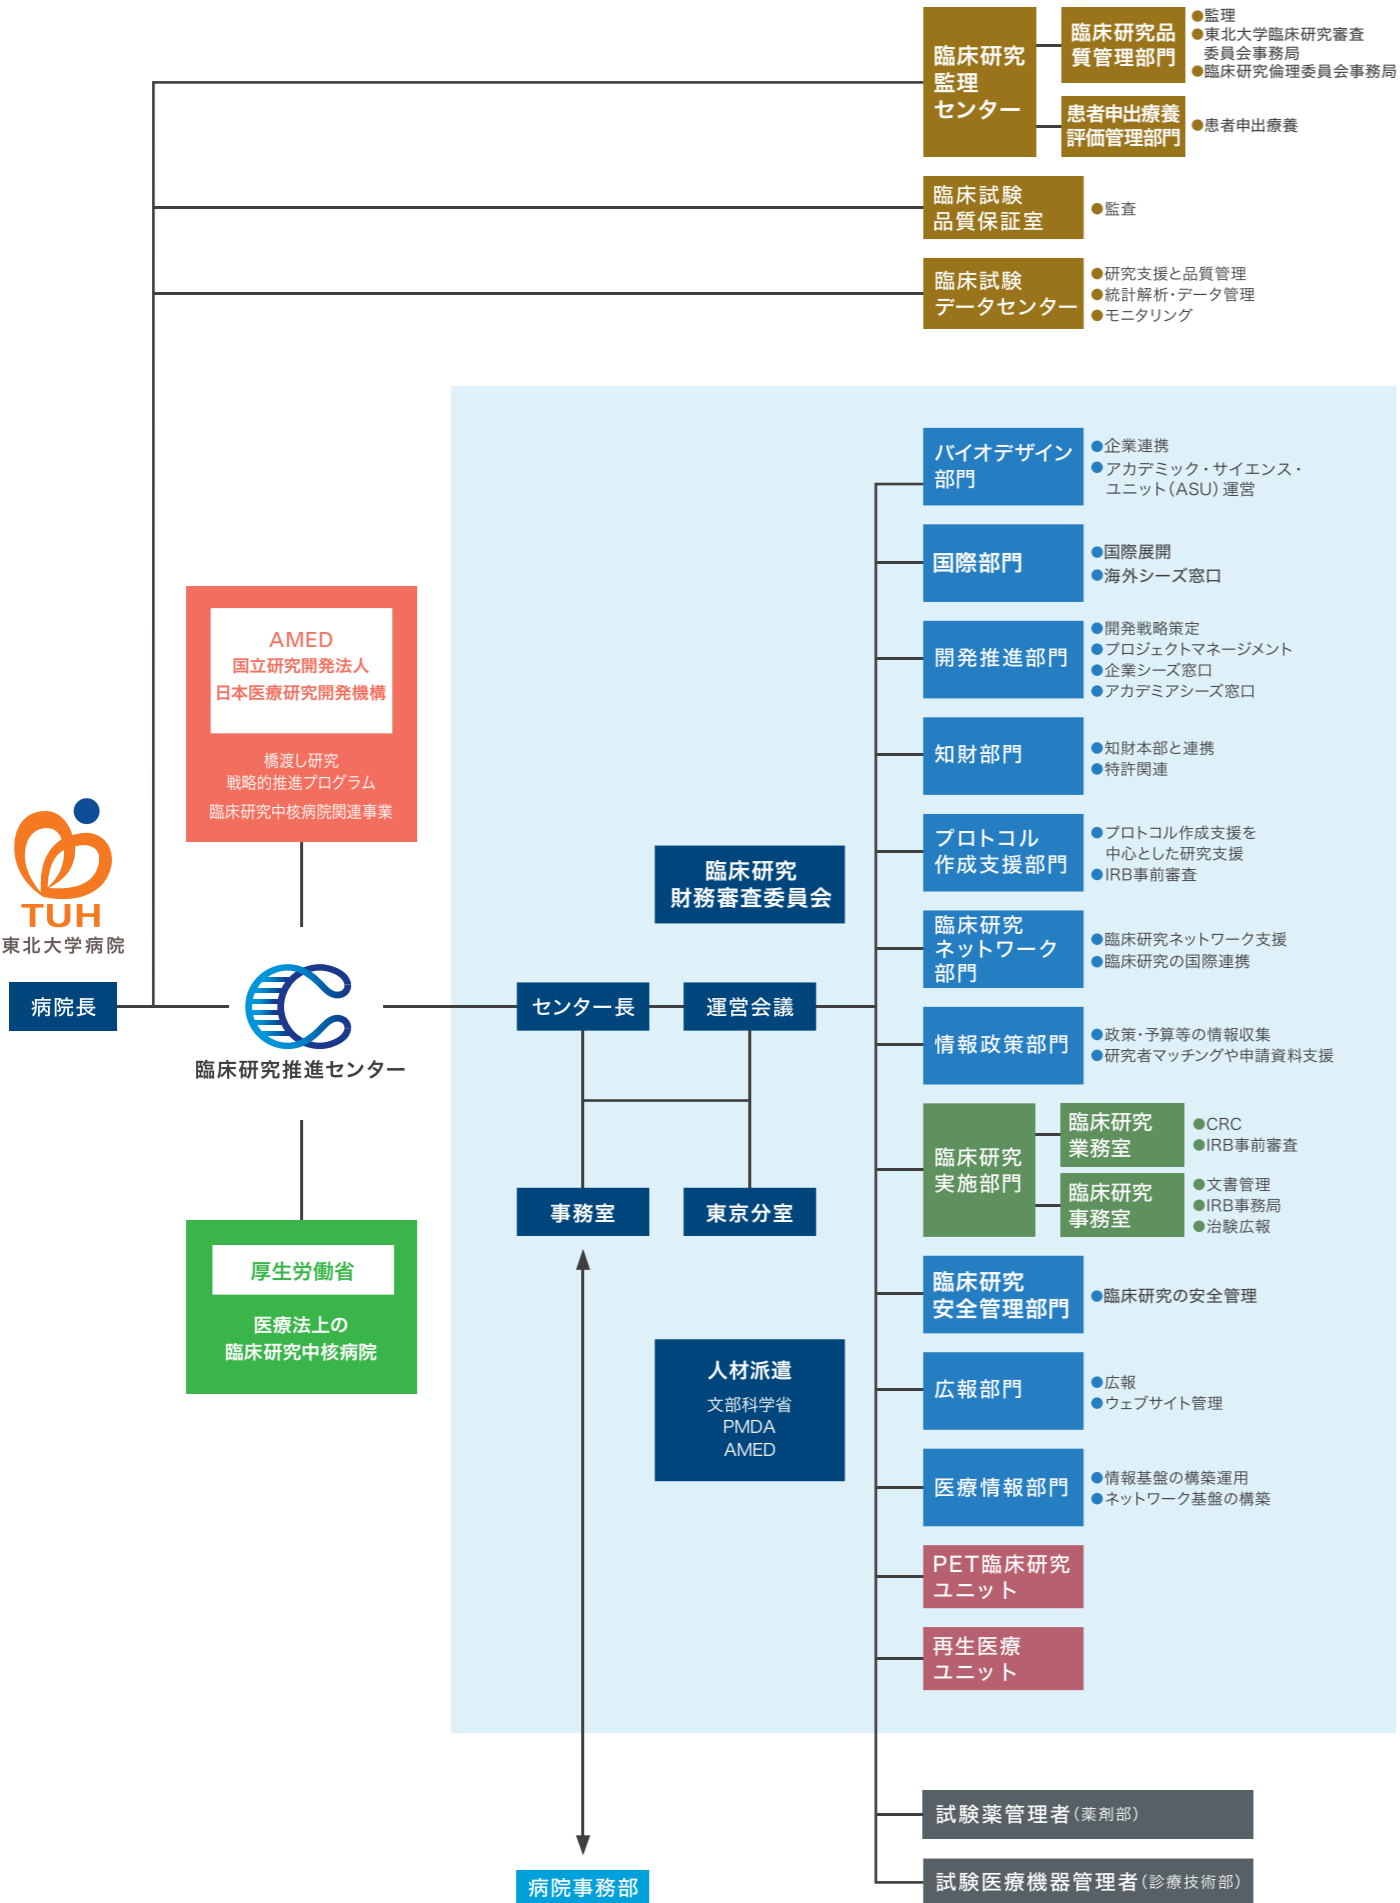 臨床研究
監理
センター
臨床研究品
質管理部門
●監理
●東北大学臨床研究審査
委員会事務局
●臨床研究倫理委員会事務局
患者申出療養
評価管理部門
●患者申出療養
臨床試験
品質保証室
●監査
臨床試験
データセンター
●研究支援と品質管理
●統計解析・データ管理
●モニタリング
バイオデザイン
部門
●企業連携
●アカデミック・サイエンス・
ユニット(ASU)運営
国際部門
●国際展開
●海外シーズ窓口
開発推進部門
●開発戦略策定
●プロジェクトマネージメント
●企業シーズ窓口
●アカデミアシーズ窓口
知財部門
●知財本部と連携
●特許関連
プロトコル
作成支援部門
●プロトコル作成支援を
中心とした研究支援
●IRB事前審査
臨床研究
ネットワーク
部門
●臨床研究ネットワーク支援
●臨床研究の国際連携
情報政策部門
●政策・予算等の情報収集
●研究者マッチングや申請資料支援
臨床研究
実施部門
臨床研究
業務室
●CRC
●IRB事前審査
臨床研究
事務室
●文書管理
●IRB事務局
●治験広報
臨床研究
安全管理部門
●臨床研究の安全管理
広報部門
●広報
●ウェブサイト管理
医療情報部門
●情報基盤の構築運用
●ネットワーク基盤の構築
PET臨床研究
ユニット
再生医療
ユニット
試験薬管理者(薬剤部)
試験医療機器管理者(診療技術部)
AMED
国立研究開発法人
日本医療研究開発機構
橋渡し研究
戦略的推進プログラム
臨床研究中核病院関連事業
TUH
東北大学病院
病院長
臨床研究推進センター
厚生労働省
医療法上の
臨床研究中核病院
臨床研究
財務審査委員会
センター長
運営会議
事務室
東京分室
人材派遣
文部科学省
PMDA
AMED
病院事務部